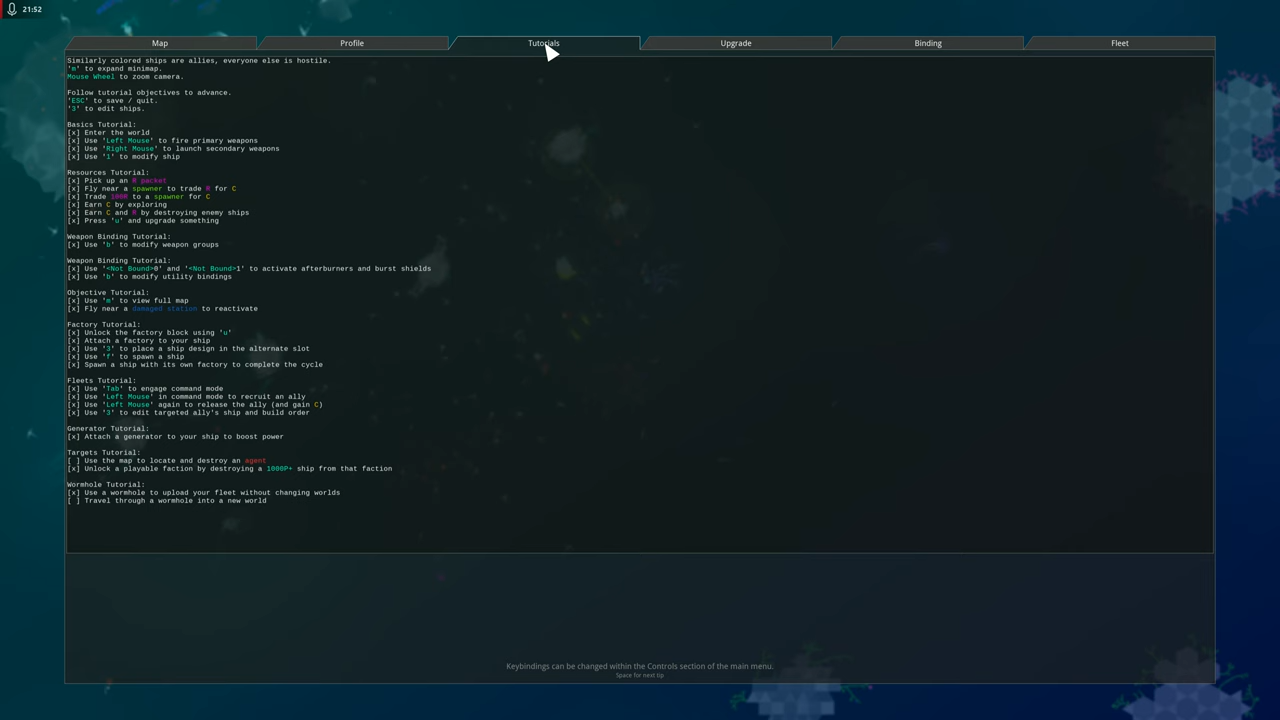 21:52
Map
Profile
Tutorials
Upgrade
Binding
Fleet
Similarly colored ships are allies, everyone else is hostile.
'm' to expand minimap.
Mouse Wheel to zoom camera.
Follow tutorial objectives to advance.
'ESC' to save / quit.
'3' to edit ships.
Basics Tutorial:
[x] Enter the world
[x] Use 'Left Mouse' to fire primary weapons
[x] Use 'Right Mouse' to launch secondary weapons
[x] Use '1' to modify ship
Resources Tutorial:
[x] Pick up an R packet
[x] Fly near a spawner to trade R for C
[x] Trade 100R to a spawner for C
[x] Earn C by exploring
[x] Earn C and R by destroying enemy ships
[x] Press 'u' and upgrade something
Weapon Binding Tutorial:
[x] Use 'b' to modify weapon groups
Weapon Binding Tutorial:
[x] Use '<Not Bound>0' and '<Not Bound>1' to activate afterburners and burst shields
[x] Use 'b' to modify utility bindings
Objective Tutorial:
[x] Use 'm' to view full map
[x] Fly near a damaged station to reactivate
Factory Tutorial:
[x] Unlock the factory block using 'u'
[x] Attach a factory to your ship
[x] Use '3' to place a ship design in the alternate slot
[x] Use 'f' to spawn a ship
[x] Spawn a ship with its own factory to complete the cycle
Fleets Tutorial:
[x] Use 'Tab' to engage command mode
[x] Use 'Left Mouse' in command mode to recruit an ally
[x] Use 'Left Mouse' again to release the ally (and gain C)
[x] Use '3' to edit targeted ally's ship and build order
Generator Tutorial:
[x] Attach a generator to your ship to boost power
Targets Tutorial:
[ ] Use the map to locate and destroy an agent
[x] Unlock a playable faction by destroying a 1000P+ ship from that faction
Wormhole Tutorial:
[x] Use a wormhole to upload your fleet without changing worlds
[ ] Travel through a wormhole into a new world
Keybindings can be changed within the Controls section of the main menu.
Space for next tip